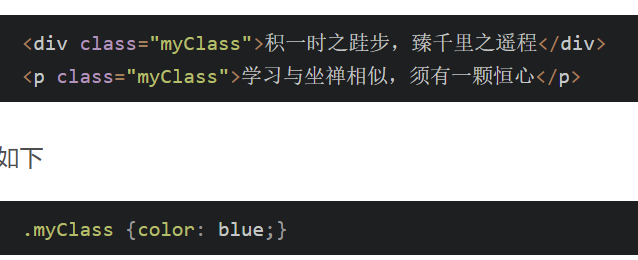 <div class="myClass">积一时之跬步，臻千里之遥程</div>
<p class="myClass">学习与坐禅相似，须有一颗恒心</p>
如下
.myClass {color: blue;}